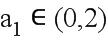 a₁ ∈ (0,2)